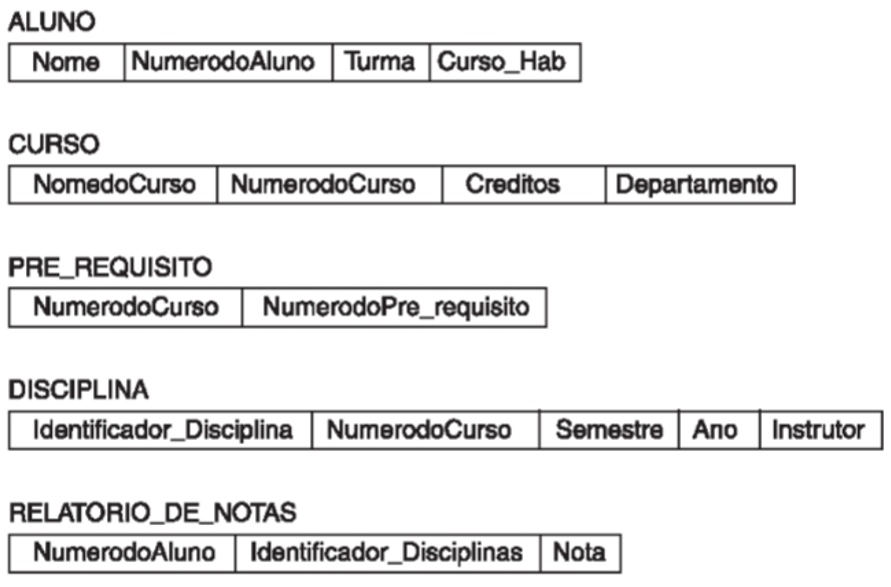 ALUNO
Nome NumerodoAluno Turma Curso_Hab
CURSO
NomedoCurso NumerodoCurso Creditos Departamento
PRE_REQUISITO
NumerodoCurso NumerodoPre_requisito
DISCIPLINA
Identificador_Disciplina NumerodoCurso Semestre Ano Instrutor
RELATORIO_DE_NOTAS
NumerodoAluno Identificador_Disciplinas Nota